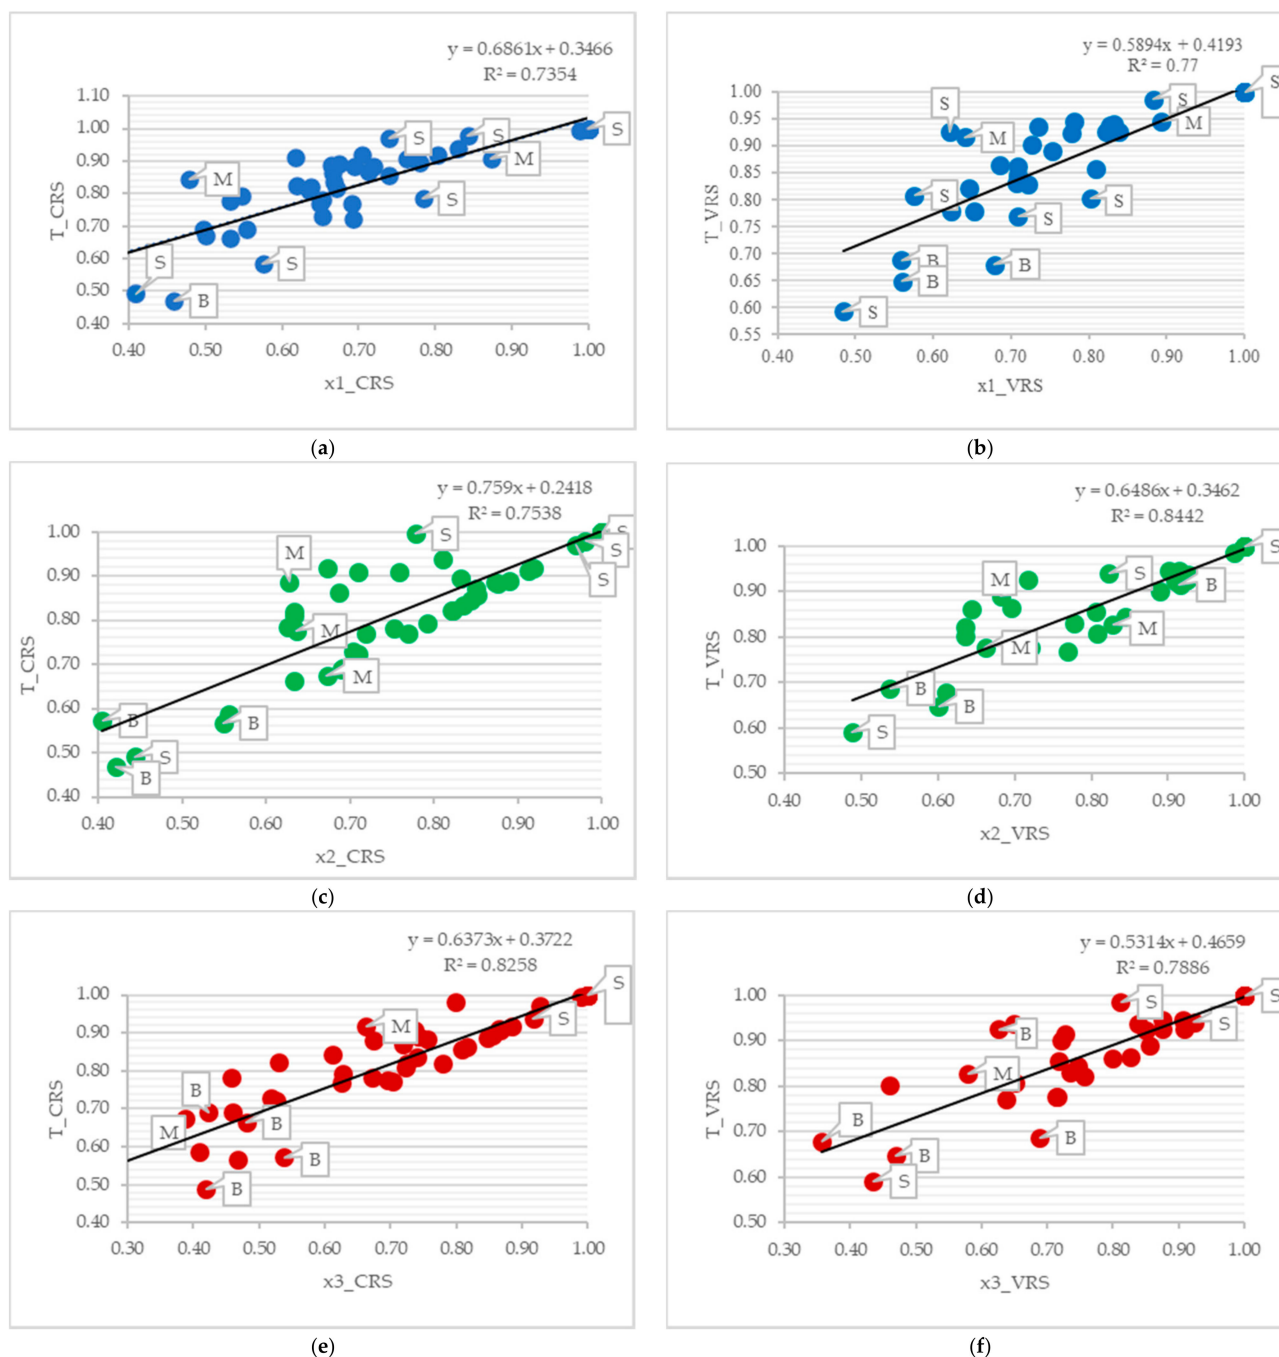 y = 0.6861x + 0.3466
R² = 0.7354
1.10
1.00
0.90
0.80
0.70
0.60
0.50
0.40
T_CRS
S
S
S
M
M
S
S
S
B
0.40 0.50 0.60 0.70 0.80 0.90 1.00
x1_CRS
(a)
y = 0.5894x + 0.4193
R² = 0.77
1.00
0.95
0.90
0.85
0.80
0.75
0.70
0.65
0.60
0.55
T_VRS
S
S
S
M
M
S
S
S
B
B
B
S
0.40 0.50 0.60 0.70 0.80 0.90 1.00
x1_VRS
(b)
y = 0.759x + 0.2418
R² = 0.7538
1.00
0.90
0.80
0.70
0.60
0.50
0.40
T_CRS
S
S
S
S
M
M
M
B
B
S
B
0.40 0.50 0.60 0.70 0.80 0.90 1.00
x2_CRS
(c)
y = 0.6486x + 0.3462
R² = 0.8442
1.00
0.90
0.80
0.70
0.60
0.50
T_VRS
S
S
M
B
M
M
B
B
S
0.40 0.50 0.60 0.70 0.80 0.90 1.00
x2_VRS
(d)
y = 0.6373x + 0.3722
R² = 0.8258
1.00
0.90
0.80
0.70
0.60
0.50
0.40
T_CRS
S
S
M
B
B
M
B
B
0.30 0.40 0.50 0.60 0.70 0.80 0.90 1.00
x3_CRS
(e)
y = 0.5314x + 0.4659
R² = 0.7886
1.00
0.90
0.80
0.70
0.60
0.50
T_VRS
S
S
S
B
M
B
B
B
S
0.30 0.40 0.50 0.60 0.70 0.80 0.90 1.00
x3_VRS
(f)